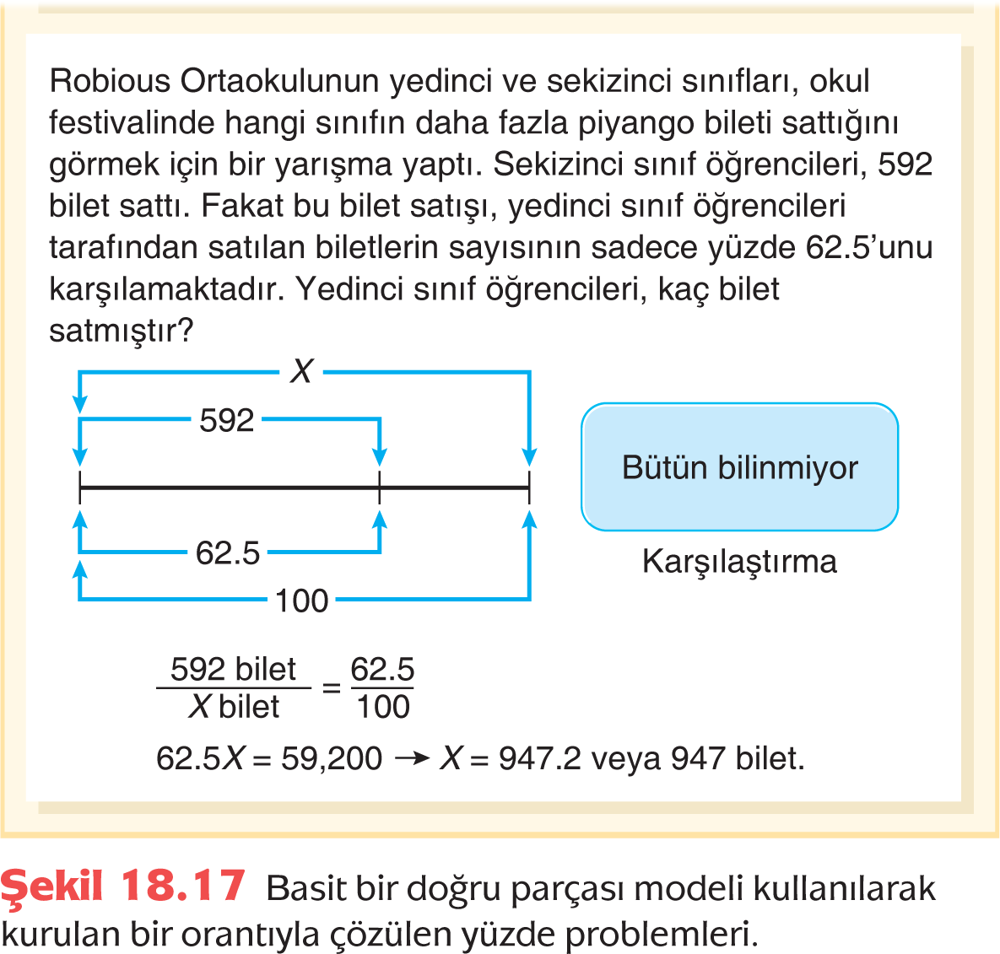 Robious Ortaokulunun yedinci ve sekizinci sınıfları, okul
festivalinde hangi sınıfın daha fazla piyango bileti sattığını
görmek için bir yarışma yaptı. Sekizinci sınıf öğrencileri, 592
bilet sattı. Fakat bu bilet satışı, yedinci sınıf öğrencileri
tarafından satılan biletlerin sayısının sadece yüzde 62.5’unu
karşılamaktadır. Yedinci sınıf öğrencileri, kaç bilet
satmıştır?
X
592
62.5
100
Bütün bilinmiyor
Karşılaştırma
592 bilet / X bilet = 62.5 / 100
62.5X = 59,200 → X = 947.2 veya 947 bilet.
Şekil 18.17 Basit bir doğru parçası modeli kullanılarak
kurulan bir orantıyla çözülen yüzde problemleri.